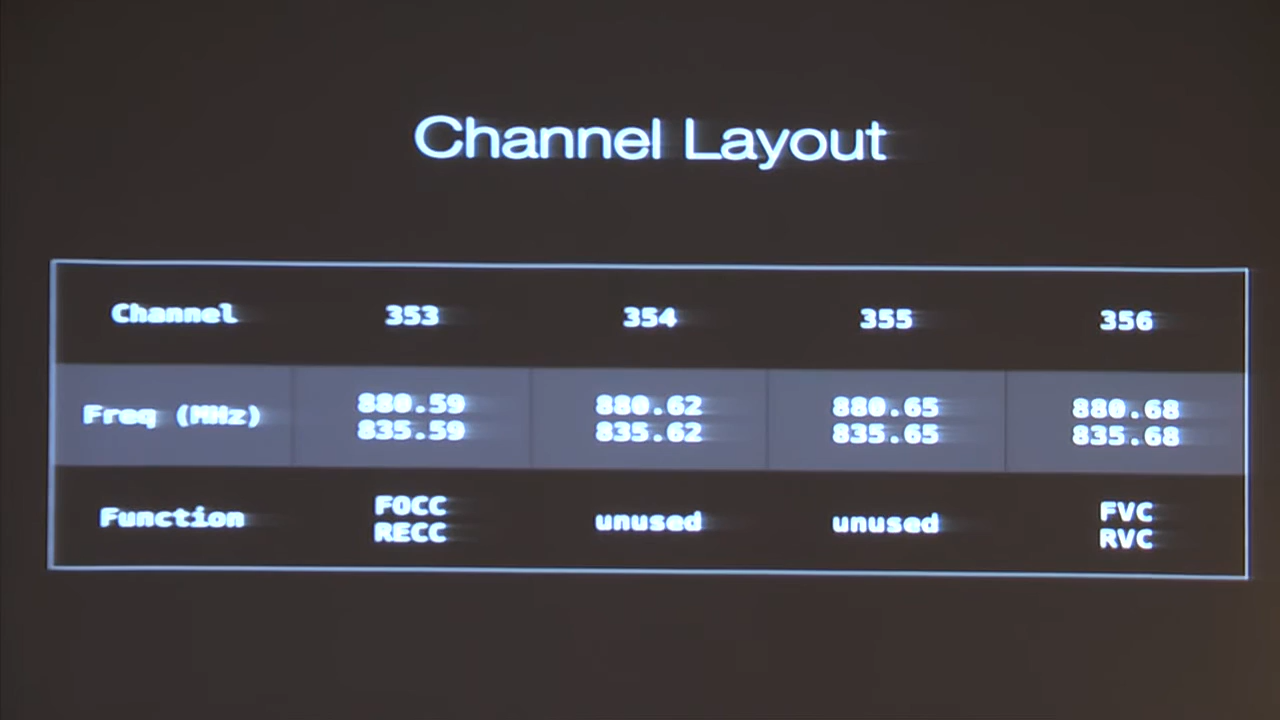 Channel Layout
Channel 353 354 355 356
Freq (MHz) 880.59 880.62 880.65 880.68
835.59 835.62 835.65 835.68
Function FOCC unused unused FVC
RECC RVC